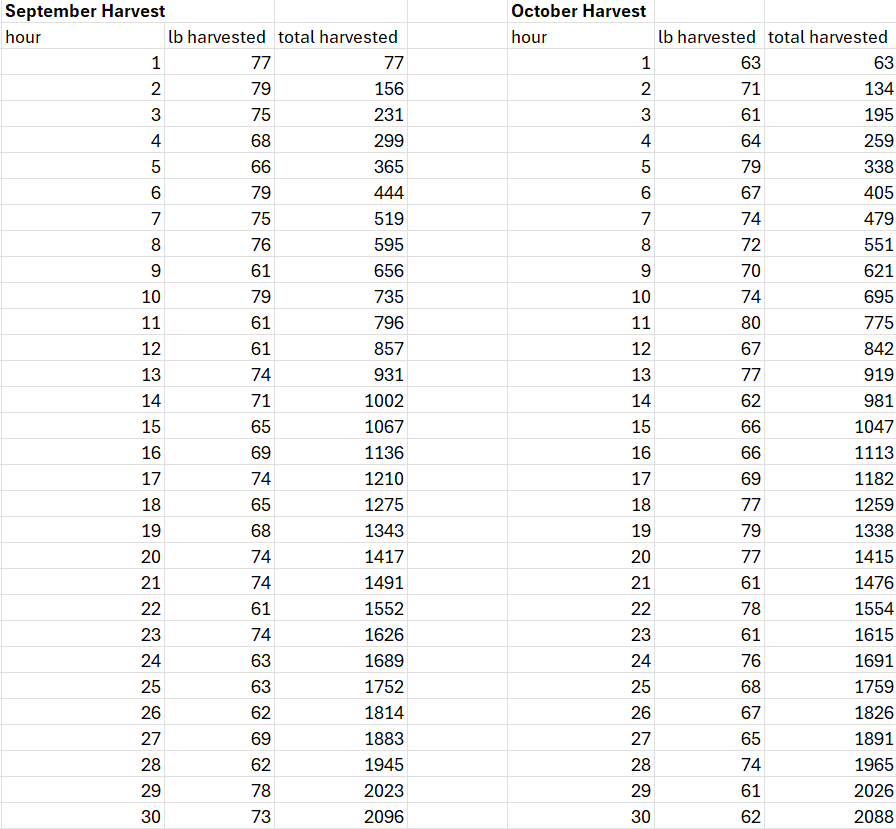 September Harvest October Harvest
hour lb harvested total harvested hour lb harvested total harvested
1 77 77 1 63 63
2 79 156 2 71 134
3 75 231 3 61 195
4 68 299 4 64 259
5 66 365 5 79 338
6 79 444 6 67 405
7 75 519 7 74 479
8 76 595 8 72 551
9 61 656 9 70 621
10 79 735 10 74 695
11 61 796 11 80 775
12 61 857 12 67 842
13 74 931 13 77 919
14 71 1002 14 62 981
15 65 1067 15 66 1047
16 69 1136 16 66 1113
17 74 1210 17 69 1182
18 65 1275 18 77 1259
19 68 1343 19 79 1338
20 74 1417 20 77 1415
21 74 1491 21 61 1476
22 61 1552 22 78 1554
23 74 1626 23 61 1615
24 63 1689 24 76 1691
25 63 1752 25 68 1759
26 62 1814 26 67 1826
27 69 1883 27 65 1891
28 62 1945 28 74 1965
29 78 2023 29 61 2026
30 73 2096 30 62 2088